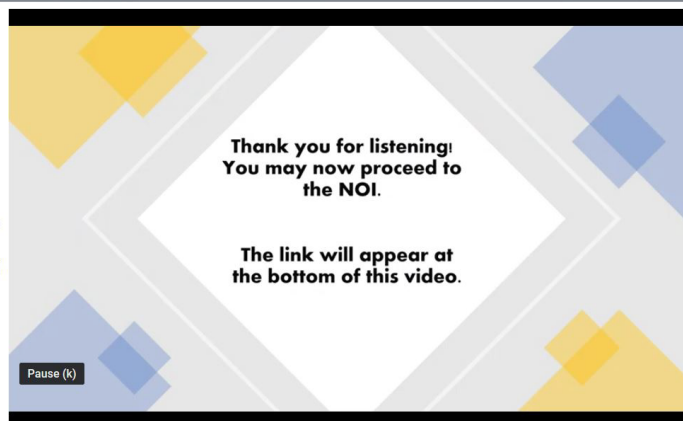 Thank you for listening!
You may now proceed to
the NOI.
The link will appear at
the bottom of this video.
Pause (k)